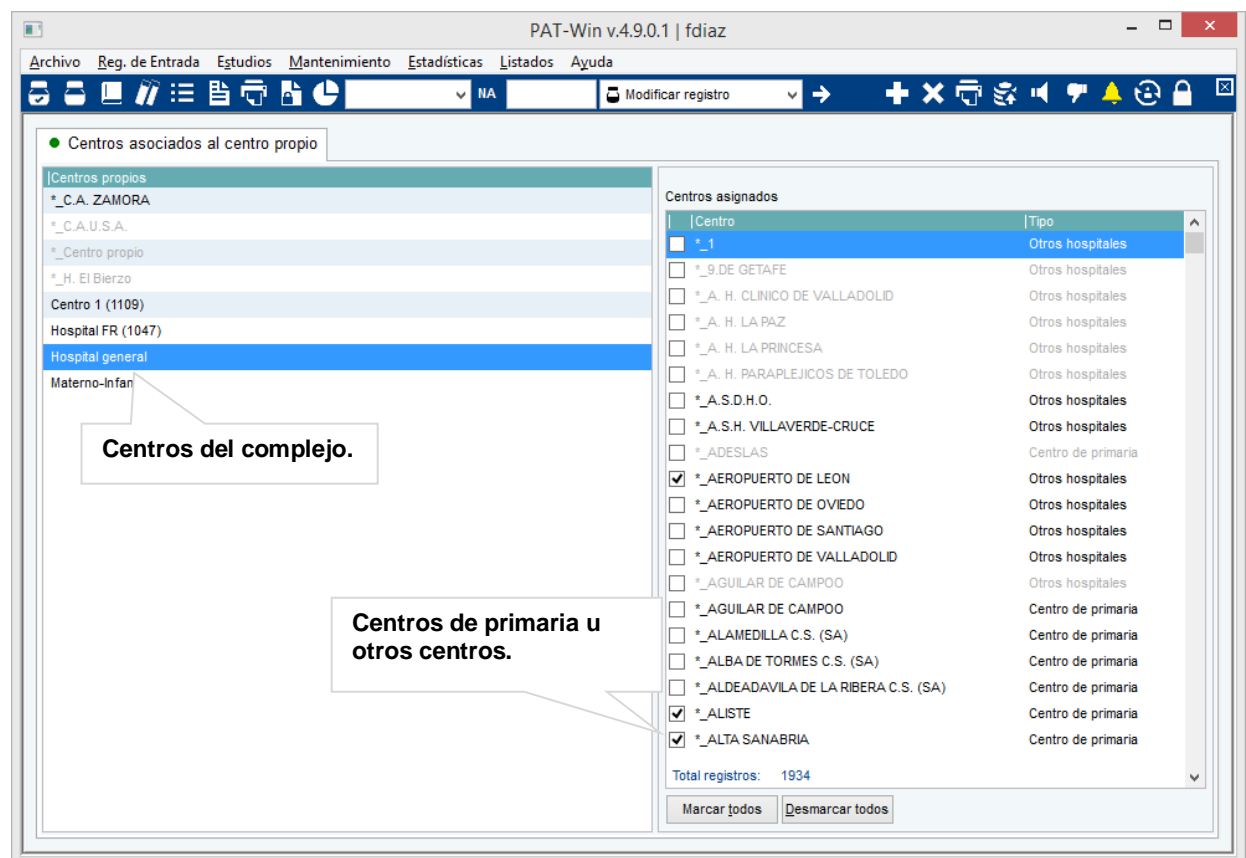 PAT-Win v.4.9.0.1 | fdiaz
Archivo Reg. de Entrada Estudios Mantenimiento Estadísticas Listados Ayuda
NA Modificar registro
Centros asociados al centro propio
Centros propios
*_C.A. ZAMORA
*_C.A.U.S.A.
*_Centro propio
*_H. El Bierzo
Centro 1 (1109)
Hospital FR (1047)
Hospital general
Materno-Infan
Centros del complejo.
Centros de primaria u
otros centros.
Centros asignados
Centro Tipo
*_1 Otros hospitales
*_9.DE GETAFE Otros hospitales
*_A. H. CLINICO DE VALLADOLID Otros hospitales
*_A. H. LA PAZ Otros hospitales
*_A. H. LA PRINCESA Otros hospitales
*_A. H. PARAPLEJICOS DE TOLEDO Otros hospitales
*_A.S.D.H.O. Otros hospitales
*_A.S.H. VILLAVERDE-CRUCE Otros hospitales
*_ADESLAS Centro de primaria
*_AEROPUERTO DE LEON Otros hospitales
*_AEROPUERTO DE OVIEDO Otros hospitales
*_AEROPUERTO DE SANTIAGO Otros hospitales
*_AEROPUERTO DE VALLADOLID Otros hospitales
*_AGUILAR DE CAMPOO Otros hospitales
*_AGUILAR DE CAMPOO Centro de primaria
*_ALAMEDILLA C.S. (SA) Centro de primaria
*_ALBA DE TORMES C.S. (SA) Centro de primaria
*_ALDEADAVILA DE LA RIBERA C.S. (SA) Centro de primaria
*_ALISTE Centro de primaria
*_ALTA SANABRIA Centro de primaria
Total registros: 1934
Marcar todos Desmarcar todos